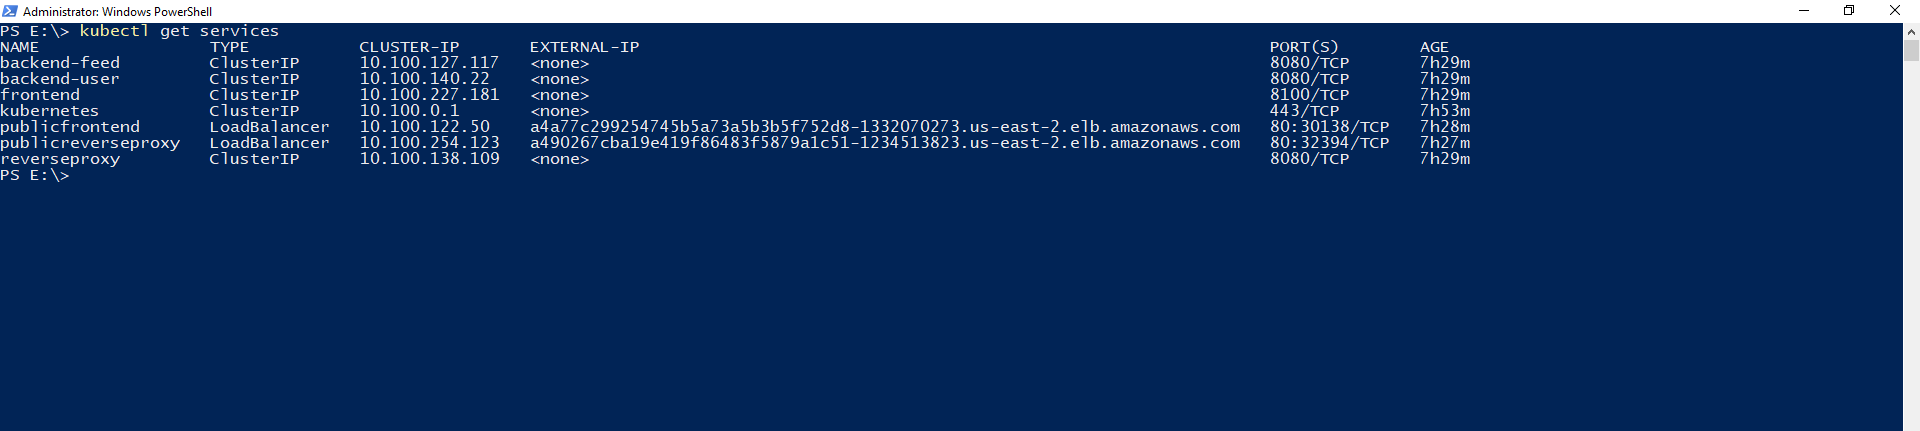 Administrator: Windows PowerShell
PS E:\> kubectl get services
NAME TYPE CLUSTER-IP EXTERNAL-IP PORT(S) AGE
backend-feed ClusterIP 10.100.127.117 <none> 8080/TCP 7h29m
backend-user ClusterIP 10.100.140.22 <none> 8080/TCP 7h29m
frontend ClusterIP 10.100.227.181 <none> 8100/TCP 7h29m
kubernetes ClusterIP 10.100.0.1 <none> 443/TCP 7h53m
publicfrontend LoadBalancer 10.100.122.50 a4a77c299254745b5a73a5b3b5f752d8-1332070273.us-east-2.elb.amazonaws.com 80:30138/TCP 7h28m
publicreverseproxy LoadBalancer 10.100.254.123 a490267cba19e419f86483f5879a1c51-1234513823.us-east-2.elb.amazonaws.com 80:32394/TCP 7h27m
reverseproxy ClusterIP 10.100.138.109 <none> 8080/TCP 7h29m
PS E:\>